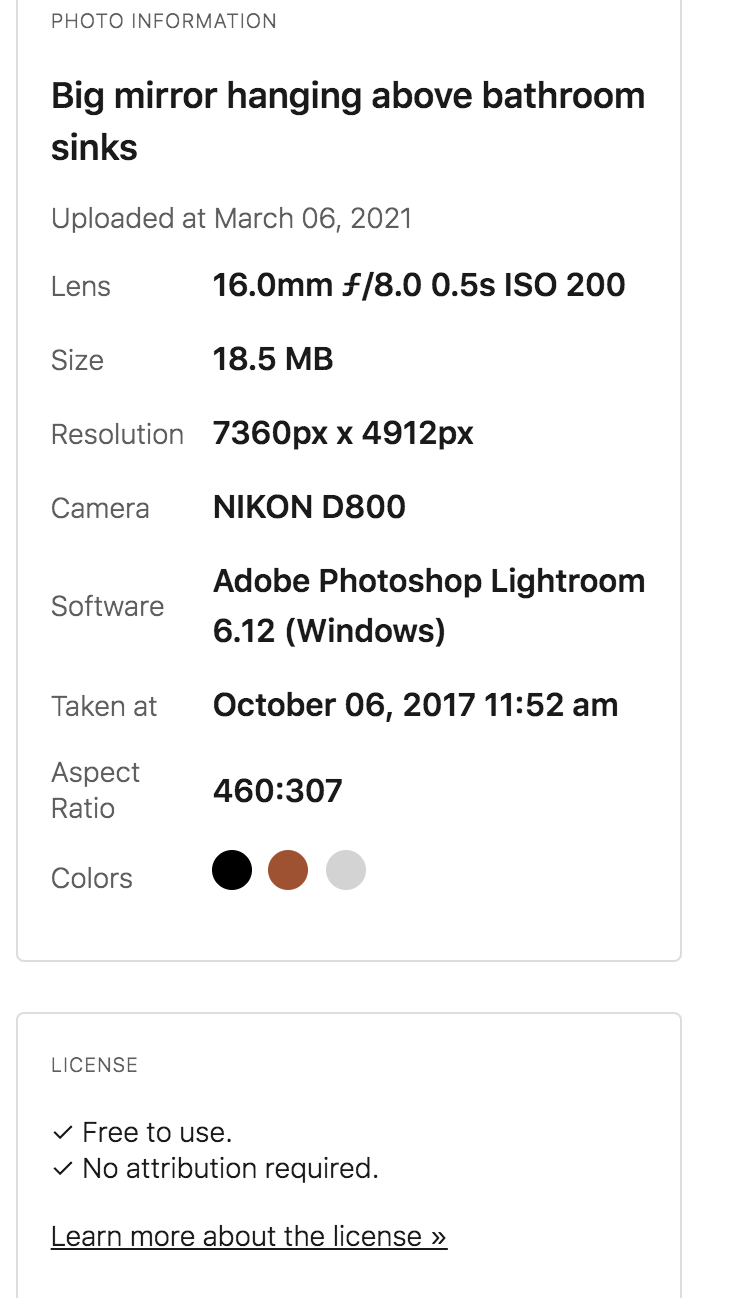 PHOTO INFORMATION
Big mirror hanging above bathroom
sinks
Uploaded at March 06, 2021
Lens 16.0mm ƒ/8.0 0.5s ISO 200
Size 18.5 MB
Resolution 7360px x 4912px
Camera NIKON D800
Software Adobe Photoshop Lightroom
6.12 (Windows)
Taken at October 06, 2017 11:52 am
Aspect
Ratio 460:307
Colors
LICENSE
✓ Free to use.
✓ No attribution required.
Learn more about the license »